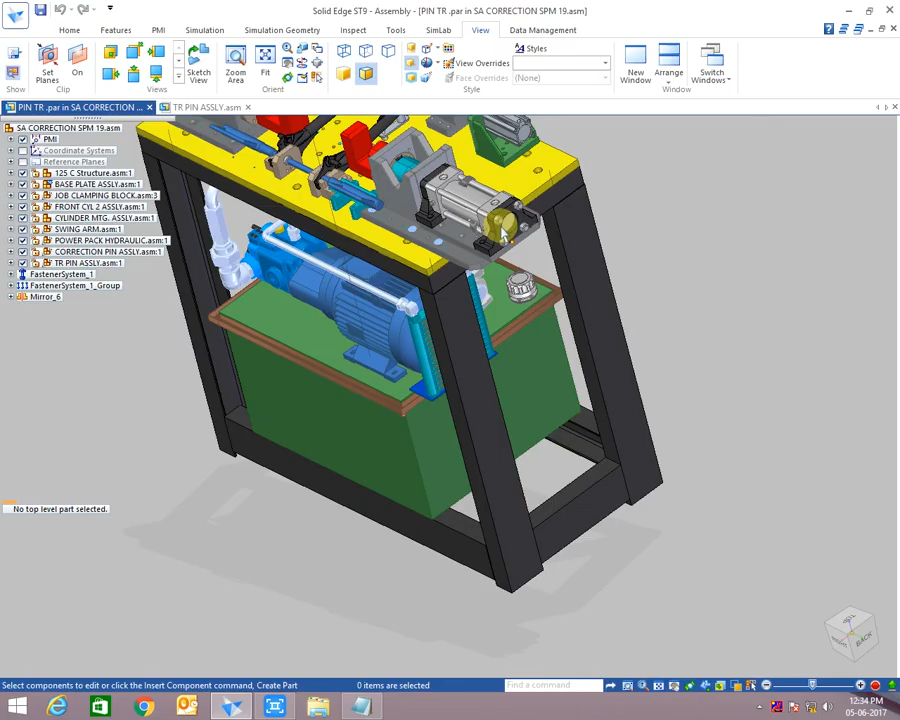 Solid Edge ST9 - Assembly - [PIN TR .par in SA CORRECTION SPM 19.asm]
Home Features PMI Simulation Simulation Geometry Inspect Tools SimLab View Data Management
Set Planes On Sketch View Zoom Area Fit Styles
View Overrides
Face Overrides (None)
New Window Arrange Switch Windows
Show Clip Views Orient Style Window
PIN TR .par in SA CORRECTION ... TR PIN ASSLY.asm
SA CORRECTION SPM 19.asm
PMI
Coordinate Systems
Reference Planes
125 C Structure.asm:1
BASE PLATE ASSLY.asm:1
JOB CLAMPING BLOCK.asm:3
FRONT CYL 2 ASSLY.asm:1
CYLINDER MTG. ASSLY.asm:1
SWING ARM.asm:1
POWER PACK HYDRAULIC.asm:1
CORRECTION PIN ASSLY.asm:1
TR PIN ASSLY.asm:1
FastenerSystem_1
FastenerSystem_1_Group
Mirror_6
No top level part selected.
TOP
RIGHT
BACK
Select components to edit or click the Insert Component command, Create Part 0 items are selected Find a command
12:34 PM
05-06-2017